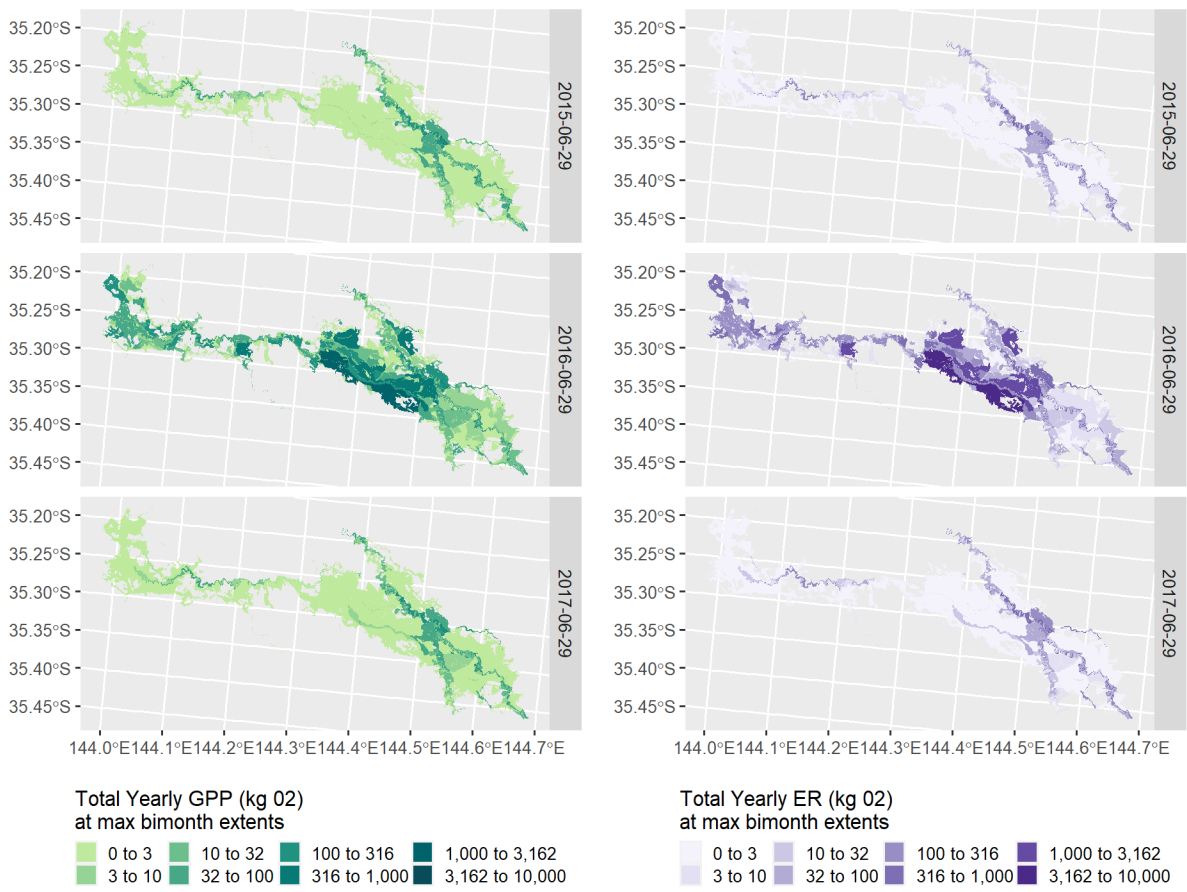 35.20°S
35.25°S
35.30°S
35.35°S
35.40°S
35.45°S
2015-06-29
35.20°S
35.25°S
35.30°S
35.35°S
35.40°S
35.45°S
2015-06-29
35.20°S
35.25°S
35.30°S
35.35°S
35.40°S
35.45°S
2016-06-29
35.20°S
35.25°S
35.30°S
35.35°S
35.40°S
35.45°S
2016-06-29
35.20°S
35.25°S
35.30°S
35.35°S
35.40°S
35.45°S
2017-06-29
35.20°S
35.25°S
35.30°S
35.35°S
35.40°S
35.45°S
2017-06-29
144.0°E144.1°E144.2°E144.3°E144.4°E144.5°E144.6°E144.7°E
144.0°E144.1°E144.2°E144.3°E144.4°E144.5°E144.6°E144.7°E
Total Yearly GPP (kg 02)
at max bimonth extents
0 to 3 10 to 32 100 to 316 1,000 to 3,162
3 to 10 32 to 100 316 to 1,000 3,162 to 10,000
Total Yearly ER (kg 02)
at max bimonth extents
0 to 3 10 to 32 100 to 316 1,000 to 3,162
3 to 10 32 to 100 316 to 1,000 3,162 to 10,000